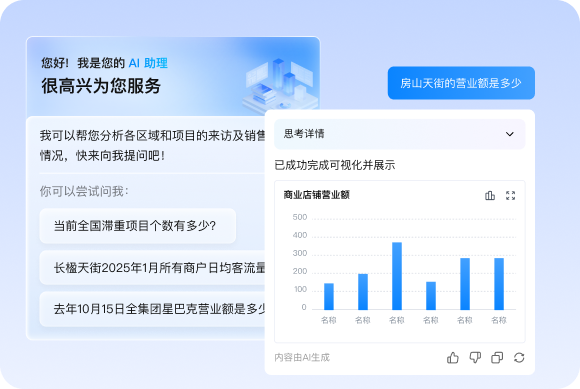 您好！我是您的 AI 助理
很高兴为您服务
我可以帮您分析各区域和项目的来访及销售
情况，快来向我提问吧！
你可以尝试问我：
当前全国滞重项目个数有多少？
长楹天街2025年1月所有商户日均客流量
去年10月15日全集团星巴克营业额是多少
房山天街的营业额是多少
思考详情
已成功完成可视化并展示
商业店铺营业额
500
400
300
200
100
0
名称 名称 名称 名称 名称 名称
内容由AI生成